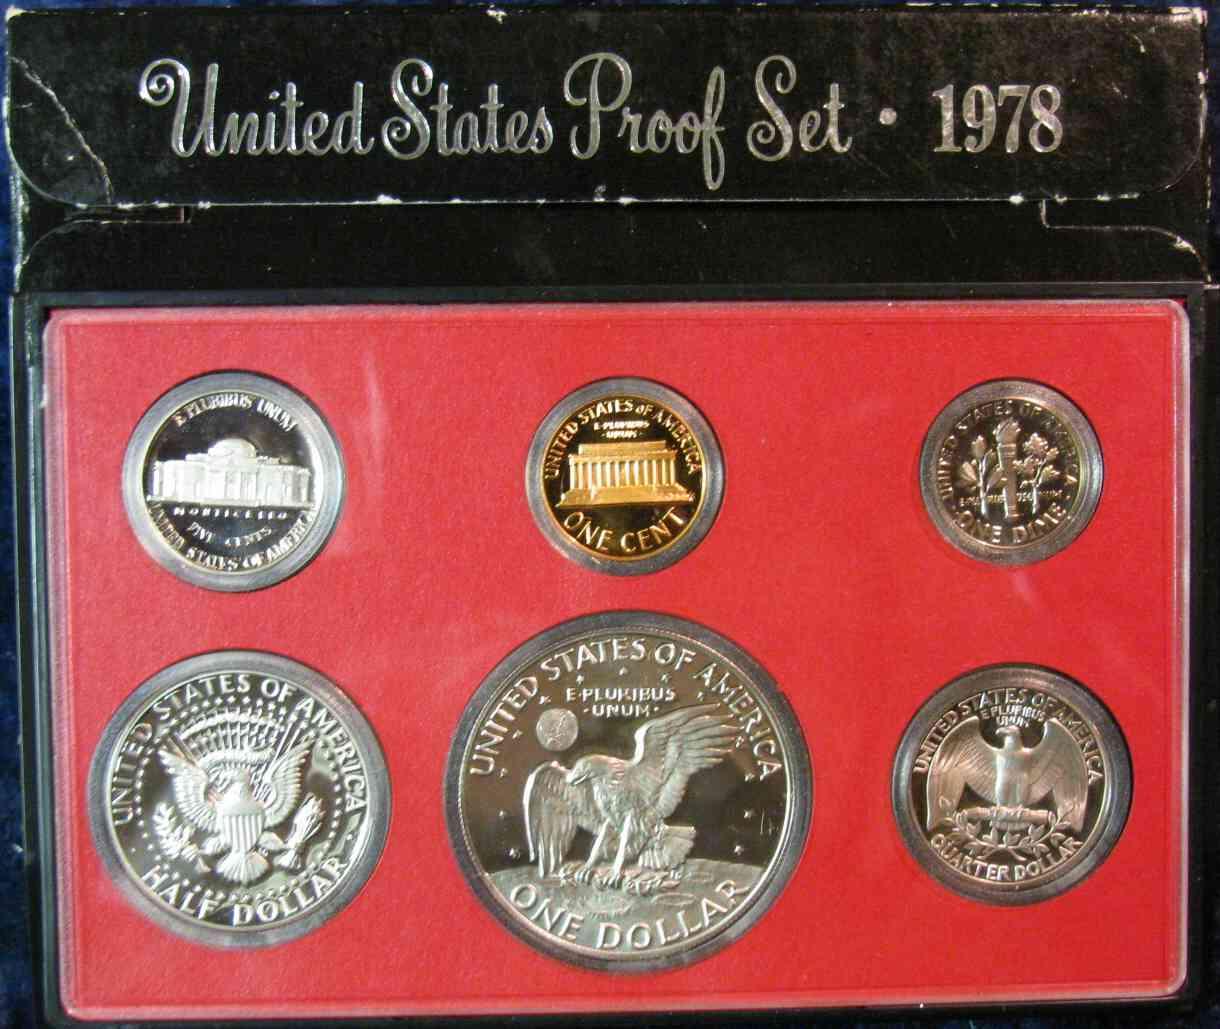 United States Proof Set • 1978
E PLURIBUS UNUM
MONTICELLO
FIVE CENTS
UNITED STATES OF AMERICA
UNITED STATES OF AMERICA
E·PLURIBUS
·UNUM·
ONE CENT
UNITED STATES OF AMERICA
E PLURIBUS UNUM
ONE DIME
UNITED STATES OF AMERICA
HALF DOLLAR
UNITED STATES OF AMERICA
E·PLURIBUS
·UNUM·
ONE DOLLAR
UNITED STATES OF AMERICA
E PLURIBUS
UNUM
QUARTER DOLLAR